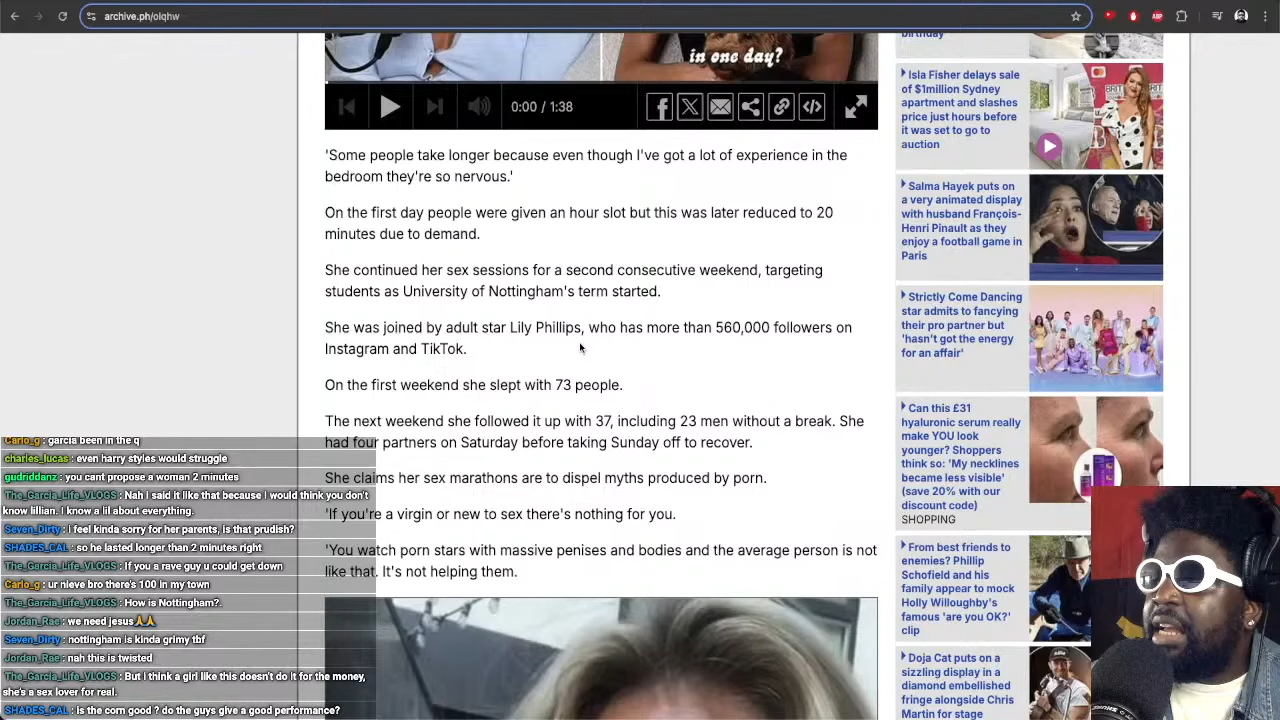 archive.ph/olqhw
in one day?
0:00 / 1:38
'Some people take longer because even though I've got a lot of experience in the
bedroom they're so nervous.'
On the first day people were given an hour slot but this was later reduced to 20
minutes due to demand.
She continued her sex sessions for a second consecutive weekend, targeting
students as University of Nottingham's term started.
She was joined by adult star Lily Phillips, who has more than 560,000 followers on
Instagram and TikTok.
On the first weekend she slept with 73 people.
The next weekend she followed it up with 37, including 23 men without a break. She
had four partners on Saturday before taking Sunday off to recover.
She claims her sex marathons are to dispel myths produced by porn.
'If you're a virgin or new to sex there's nothing for you.
'You watch porn stars with massive penises and bodies and the average person is not
like that. It's not helping them.
birthday
Isla Fisher delays sale
of $1million Sydney
apartment and slashes
price just hours before
it was set to go to
auction
Salma Hayek puts on
a very animated display
with husband François-
Henri Pinault as they
enjoy a football game in
Paris
Strictly Come Dancing
star admits to fancying
their pro partner but
'hasn't got the energy
for an affair'
Can this £31
hyaluronic serum really
make YOU look
younger? Shoppers
think so: 'My necklines
became less visible'
(save 20% with our
discount code)
SHOPPING
From best friends to
enemies? Phillip
Schofield and his
family appear to mock
Holly Willoughby's
famous 'are you OK?'
clip
Doja Cat puts on a
sizzling display in a
diamond embellished
fringe alongside Chris
Martin for stage
Carlo_g : garcia been in the q
charles_lucas : even harry styles would struggle
gudriddanz : you cant propose a woman 2 minutes
The_Garcia_Life_VLOGS : Nah I said it like that because I would think you don't
know lillian. I know a lil about everything.
Seven_Dirty : i feel kinda sorry for her parents, is that prudish?
SHADES_CAL : so he lasted longer than 2 minutes right
The_Garcia_Life_VLOGS : If you a rave guy u could get down
Carlo_g : ur nieve bro there's 100 in my town
The_Garcia_Life_VLOGS : How is Nottingham?.
Jordan_Rae : we need jesus🙏🙏
Seven_Dirty : nottingham is kinda grimy tbf
Jordan_Rae : nah this is twisted
The_Garcia_Life_VLOGS : But i think a girl like this doesn't do it for the money,
she's a sex lover for real.
SHADES_CAL : is the corn good ? do the guys give a good performance?